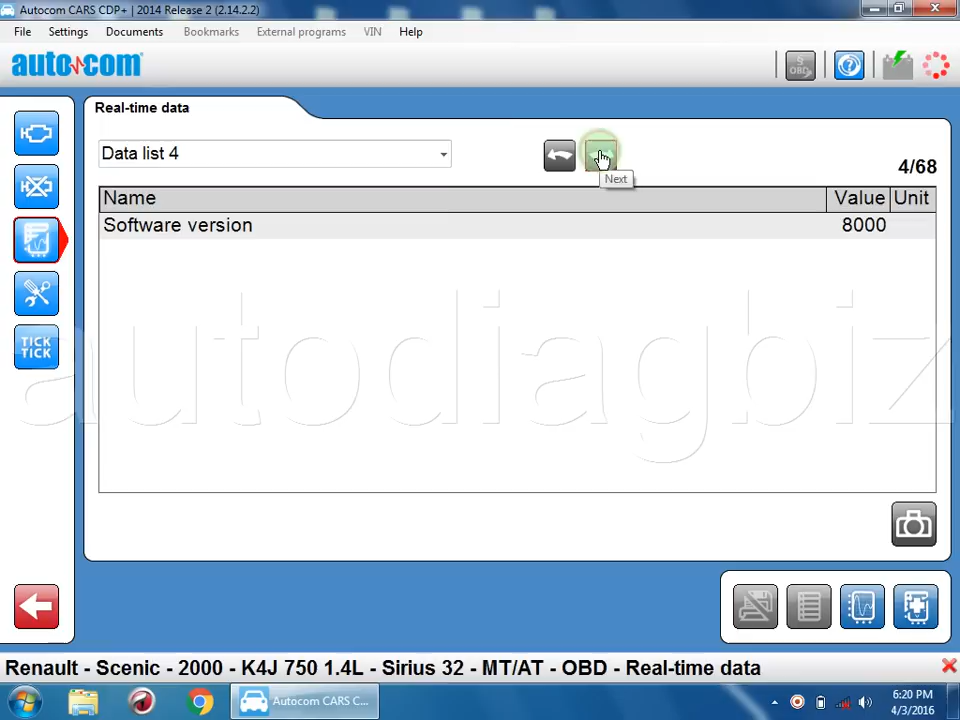 Autocom CARS CDP+ | 2014 Release 2 (2.14.2.2)
File Settings Documents Bookmarks External programs VIN Help
auto com
OBD
Real-time data
Data list 4
4/68
Next
Name Value Unit
Software version 8000
TICK
TICK
autodiagbiz
Renault - Scenic - 2000 - K4J 750 1.4L - Sirius 32 - MT/AT - OBD - Real-time data
Autocom CARS C...
6:20 PM
4/3/2016